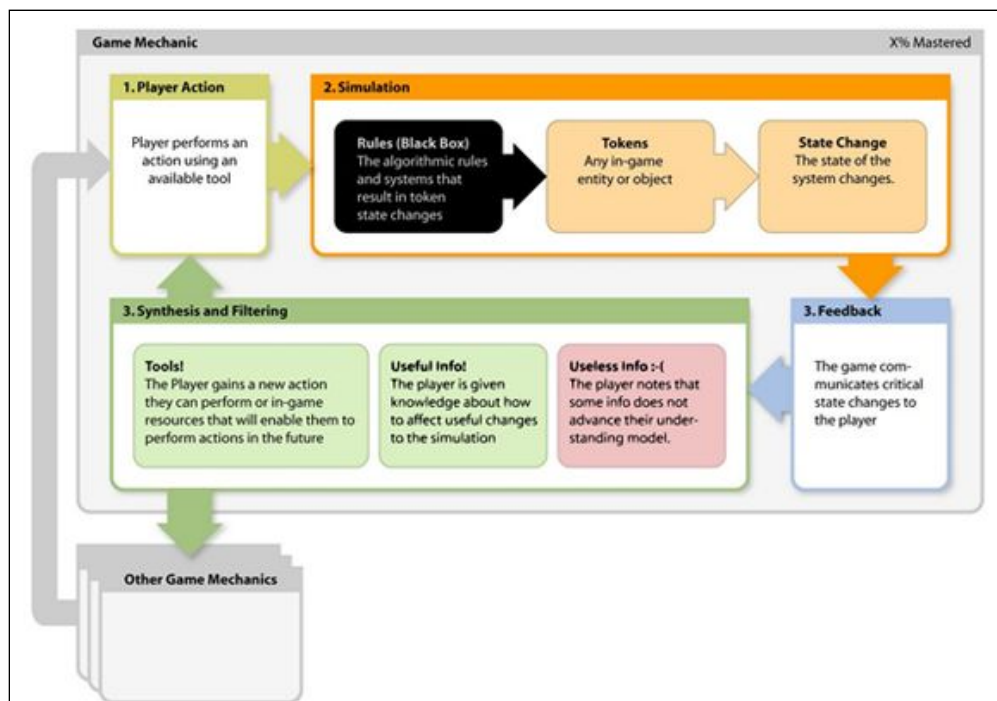 Game Mechanic
X% Mastered
1. Player Action
Player performs an
action using an
available tool
2. Simulation
Rules (Black Box)
The algorithmic rules
and systems that
result in token
state changes
Tokens
Any in-game
entity or object
State Change
The state of the
system changes.
3. Synthesis and Filtering
Tools!
The Player gains a new action
they can perform or in-game
resources that will enable them to
perform actions in the future
Useful Info!
The player is given
knowledge about how
to affect useful changes
to the simulation
Useless Info :-(
The player notes that
some info does not
advance their under-
standing model.
3. Feedback
The game com-
municates critical
state changes to
the player
Other Game Mechanics